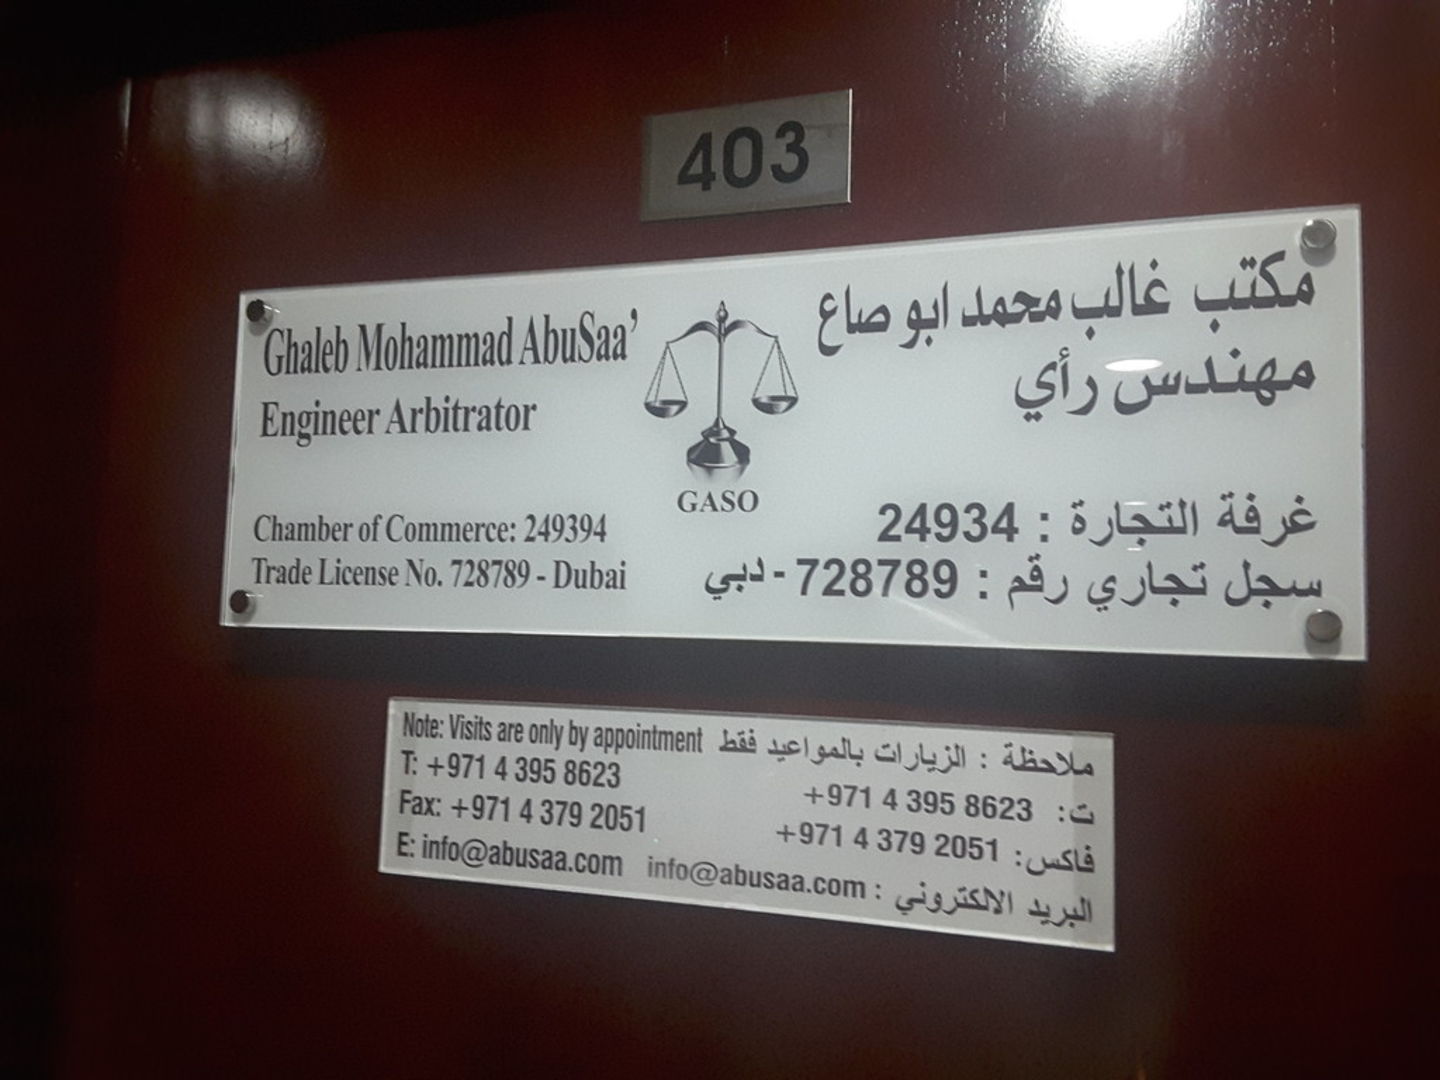 403
Ghaleb Mohammad AbuSaa'
Engineer Arbitrator
Chamber of Commerce: 249394
Trade License No. 728789 - Dubai
GASO
مكتب غالب محمد ابو صاع
مهندس رأي
غرفة التجارة : 24934
سجل تجاري رقم : 728789 - دبي
Note: Visits are only by appointment
T: +971 4 395 8623
Fax: +971 4 379 2051
E: info@abusaa.com
ملاحظة : الزيارات بالمواعيد فقط
ت: +971 4 395 8623
فاكس: +971 4 379 2051
البريد الالكتروني : info@abusaa.com